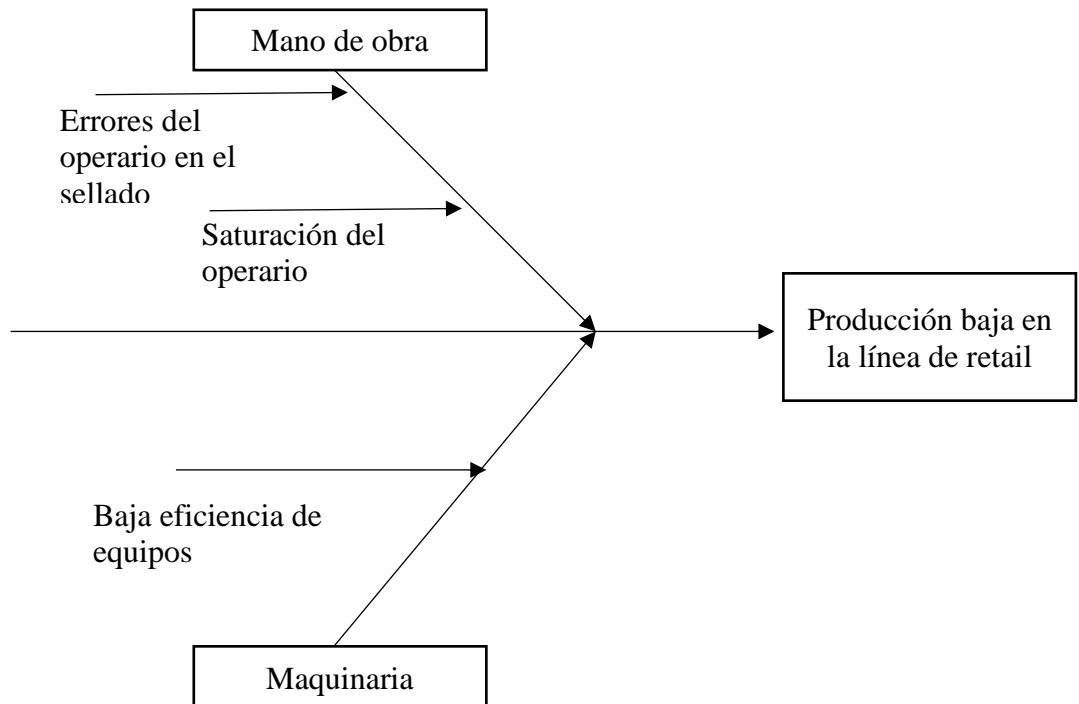 Mano de obra
Errores del
operario en el
sellado
Saturación del
operario
Producción baja en
la línea de retail
Baja eficiencia de
equipos
Maquinaria